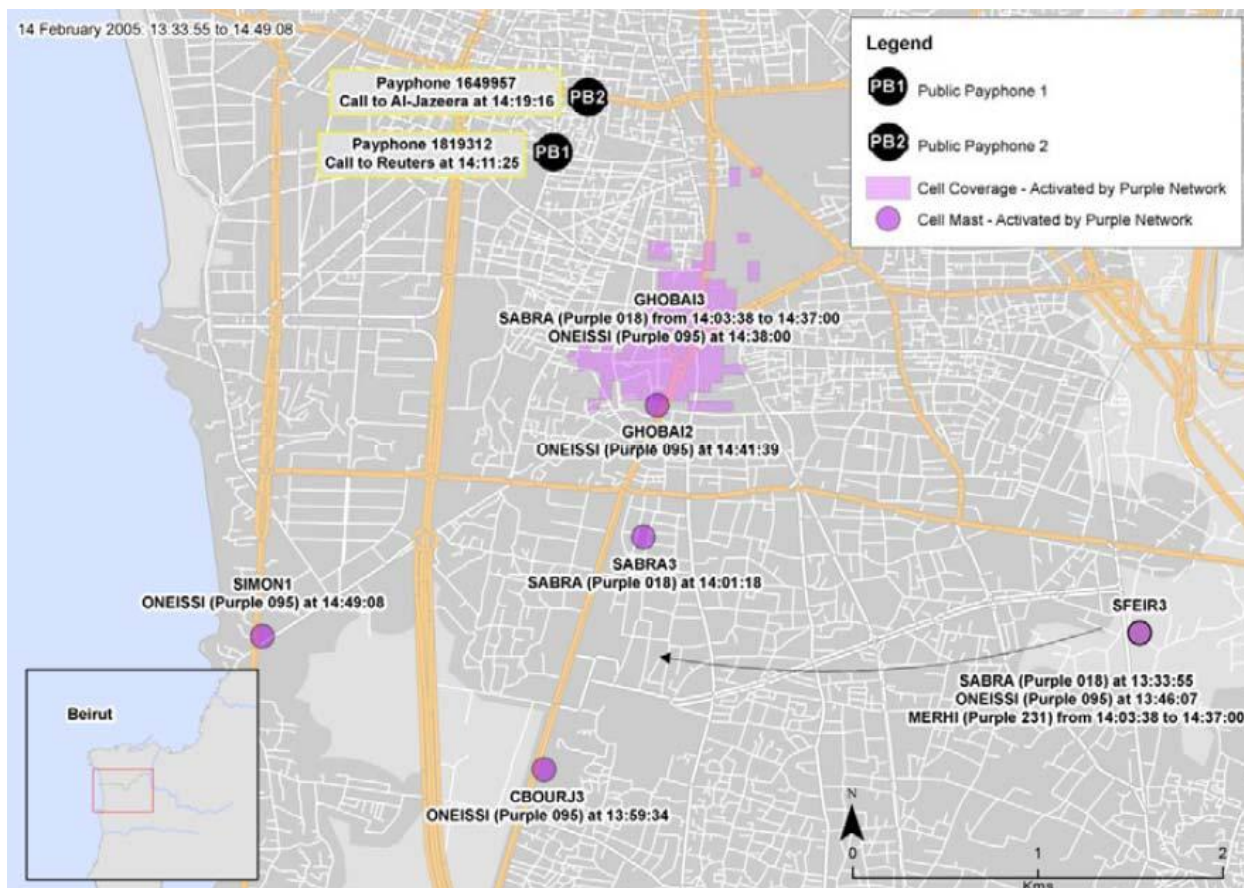 14 February 2005: 13.33.55 to 14.49.08
Payphone 1649957
Call to Al-Jazeera at 14:19:16
PB2
Payphone 1819312
Call to Reuters at 14:11:25
PB1
Legend
PB1 Public Payphone 1
PB2 Public Payphone 2
Cell Coverage - Activated by Purple Network
Cell Mast - Activated by Purple Network
GHOBAI3
SABRA (Purple 018) from 14:03:38 to 14:37:00
ONEISSI (Purple 095) at 14:38:00
GHOBAI2
ONEISSI (Purple 095) at 14:41:39
SABRA3
SABRA (Purple 018) at 14:01:18
SIMON1
ONEISSI (Purple 095) at 14:49:08
SFEIR3
SABRA (Purple 018) at 13:33:55
ONEISSI (Purple 095) at 13:46:07
MERHI (Purple 231) from 14:03:38 to 14:37:00
Beirut
CBOURJ3
ONEISSI (Purple 095) at 13:59:34
N
0 1 2
Kms